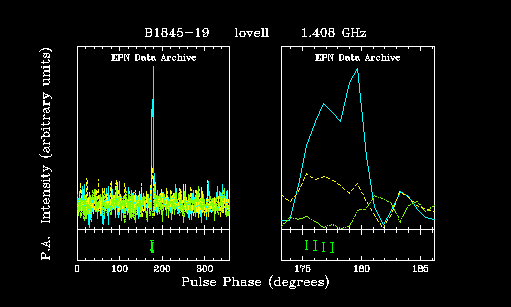 B1845-19 lovell 1.408 GHz
EPN Data Archive EPN Data Archive
Intensity (arbitrary units)
P.A.
0 100 200 300 175 180 185
Pulse Phase (degrees)